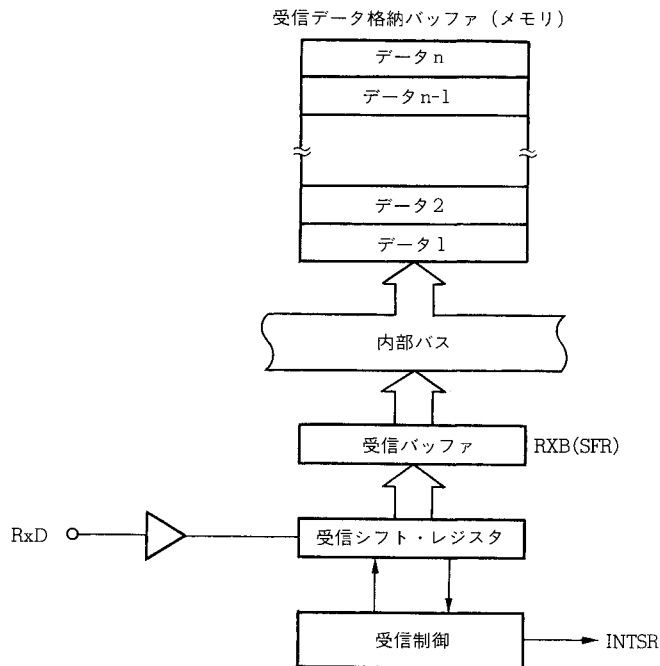 受信データ格納バッファ（メモリ）
データn
データn-1
データ2
データ1
内部バス
受信バッファ
RXB(SFR)
RxD
受信シフト・レジスタ
受信制御
INTSR